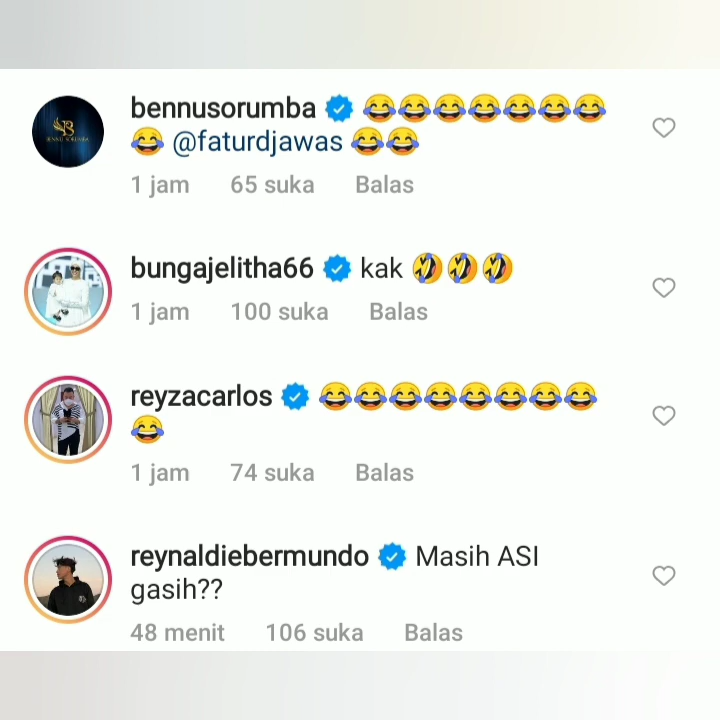 bennusorumba 😂😂😂😂😂😂😂
😂 @faturdjawas 😂😂
1 jam 65 suka Balas
bungajelitha66 kak 🤣🤣🤣
1 jam 100 suka Balas
reyzacarlos 😂😂😂😂😂😂😂😂
😂
1 jam 74 suka Balas
reynaldiebermundo Masih ASI
gasih??
48 menit 106 suka Balas